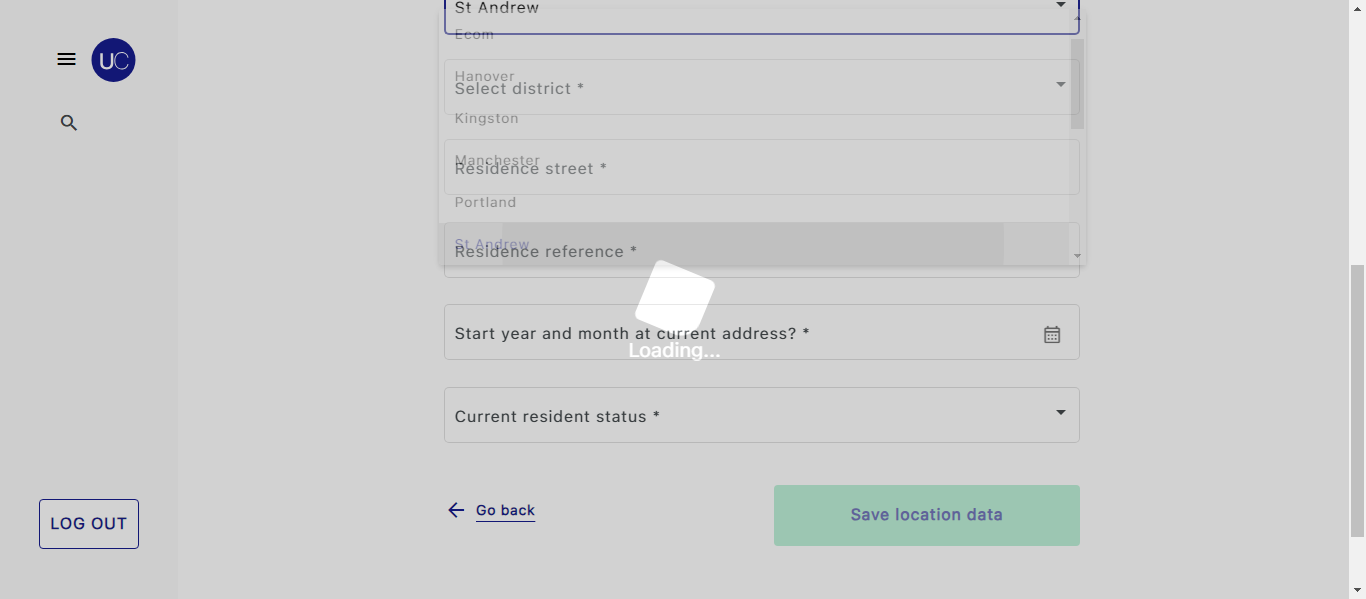 St Andrew
Ecom
UC
Hanover
Select district *
Kingston
Manchester
Residence street *
Portland
St Andrew
Residence reference *
Start year and month at current address? *
Loading...
Current resident status *
Go back
Save location data
LOG OUT